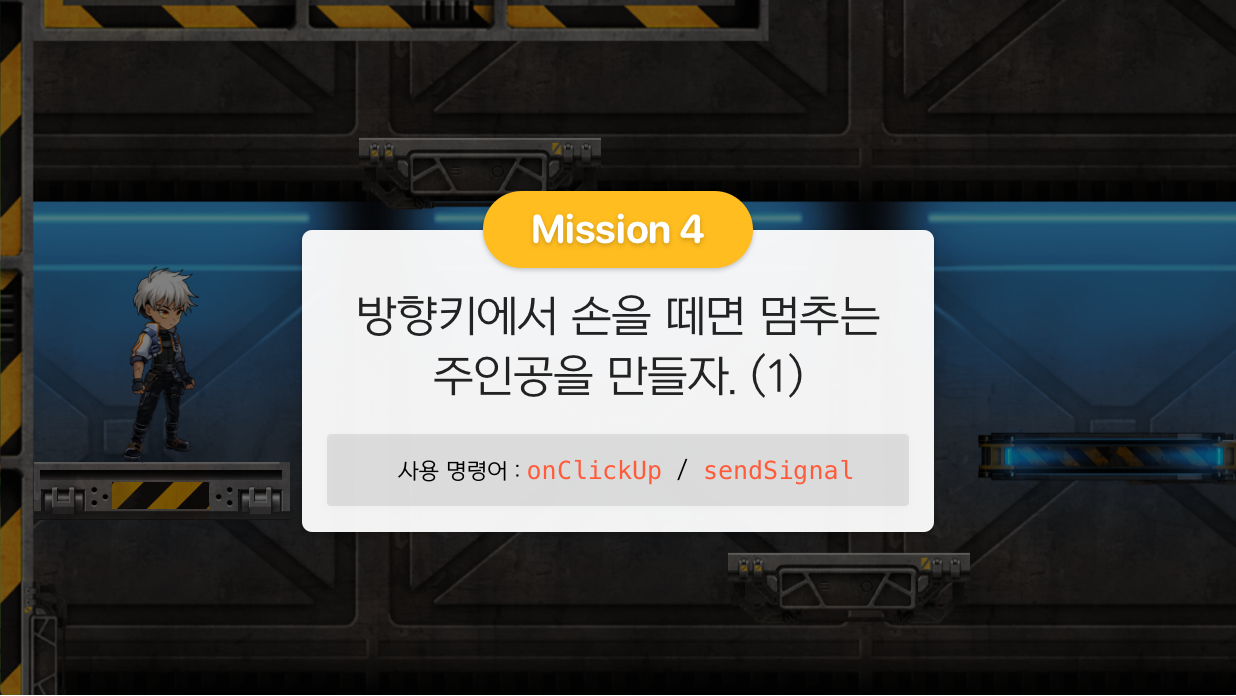 Mission 4
방향키에서 손을 떼면 멈추는
주인공을 만들자. (1)
사용 명령어 : onClickUp / sendSignal